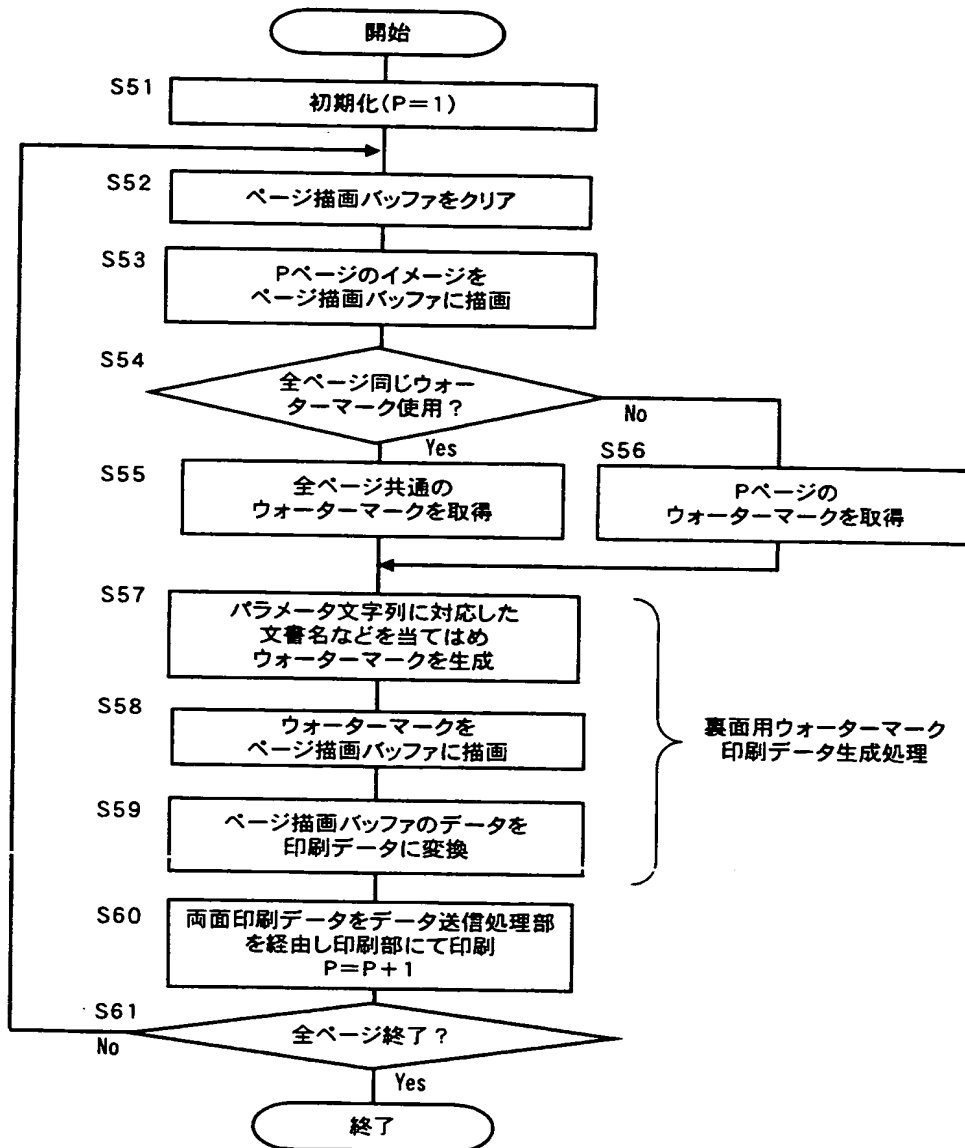 開始
S51
初期化(P=1)
S52
ページ描画バッファをクリア
S53
Pページのイメージを
ページ描画バッファに描画
S54
全ページ同じウォー
ターマーク使用?
No
Yes
S55
全ページ共通の
ウォーターマークを取得
S56
Pページの
ウォーターマークを取得
S57
パラメータ文字列に対応した
文書名などを当てはめ
ウォーターマークを生成
S58
ウォーターマークを
ページ描画バッファに描画
裏面用ウォーターマーク
印刷データ生成処理
S59
ページ描画バッファのデータを
印刷データに変換
S60
両面印刷データをデータ送信処理部
を経由し印刷部にて印刷
P=P+1
S61
全ページ終了?
No
Yes
終了